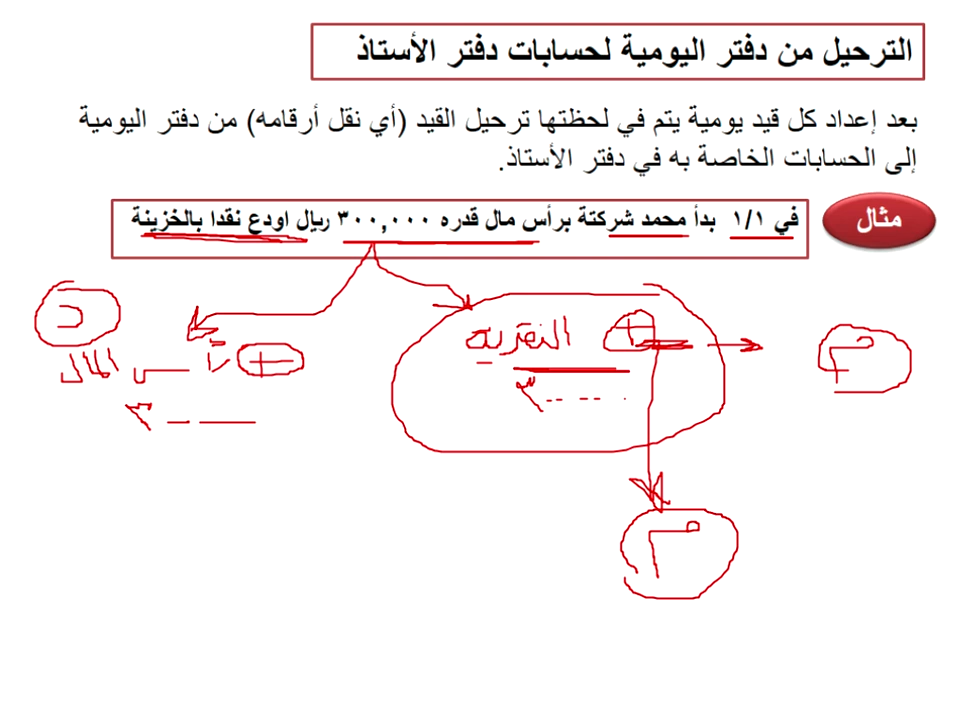 الترحيل من دفتر اليومية لحسابات دفتر الأستاذ
بعد إعداد كل قيد يومية يتم في لحظتها ترحيل القيد (أي نقل أرقامه) من دفتر اليومية
إلى الحسابات الخاصة به في دفتر الأستاذ.
مثال
في ١/١ بدأ محمد شركتة برأس مال قدره ٣٠٠,٠٠٠ ريال اودع نقدا بالخزينة
+ النقدية
م
٣٠٠٠٠٠
د
+ رأس المال
٣٠٠٠٠٠
م